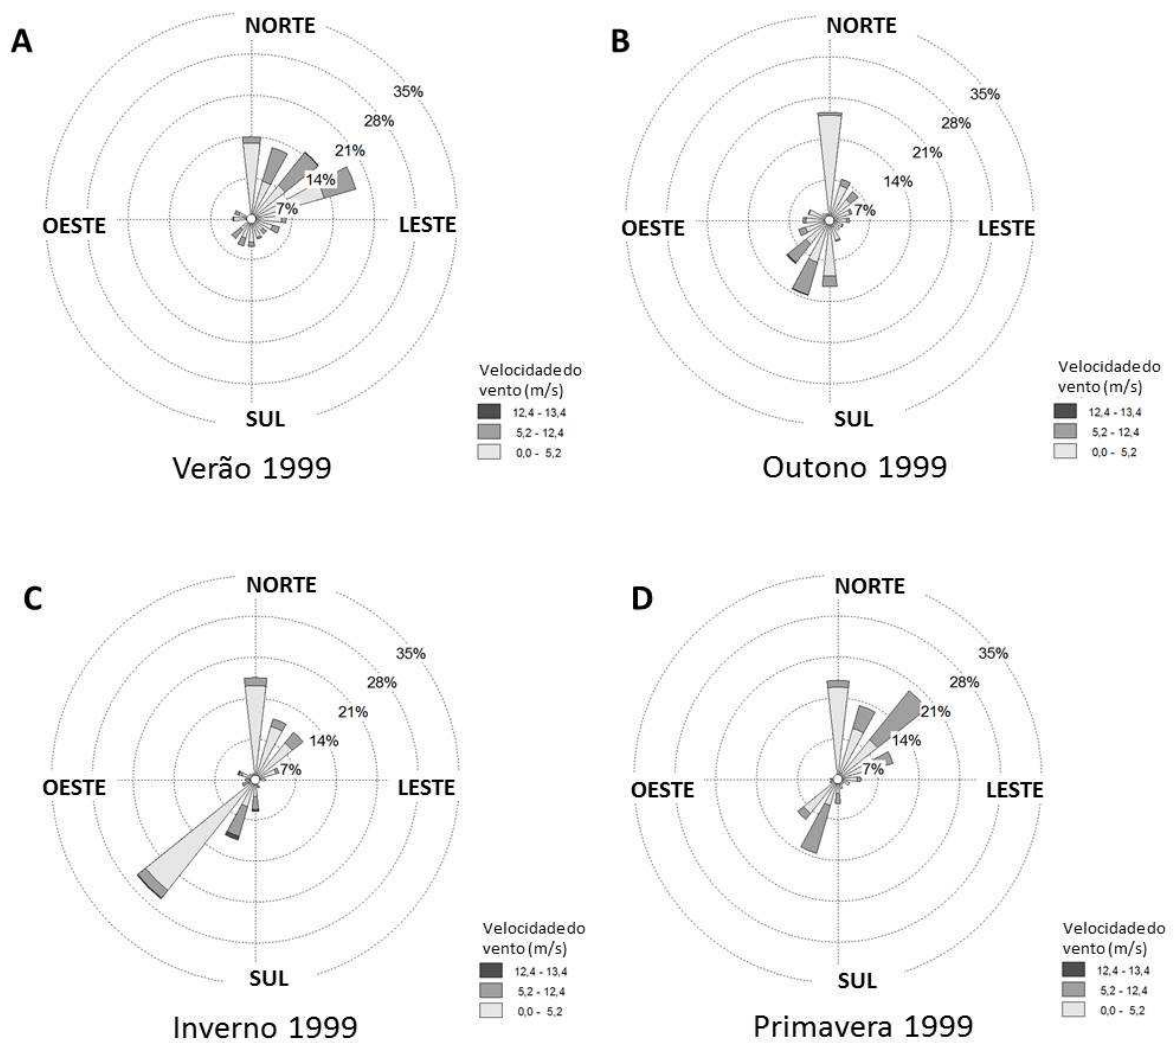 A
NORTE
35%
28%
21%
14%
7%
OESTE
LESTE
SUL
Velocidade do
vento (m/s)
12,4 - 13,4
5,2 - 12,4
0,0 - 5,2
Verão 1999
B
NORTE
35%
28%
21%
14%
7%
OESTE
LESTE
SUL
Velocidade do
vento (m/s)
12,4 - 13,4
5,2 - 12,4
0,0 - 5,2
Outono 1999
C
NORTE
35%
28%
21%
14%
7%
OESTE
LESTE
SUL
Velocidade do
vento (m/s)
12,4 - 13,4
5,2 - 12,4
0,0 - 5,2
Inverno 1999
D
NORTE
35%
28%
21%
14%
7%
OESTE
LESTE
SUL
Velocidade do
vento (m/s)
12,4 - 13,4
5,2 - 12,4
0,0 - 5,2
Primavera 1999